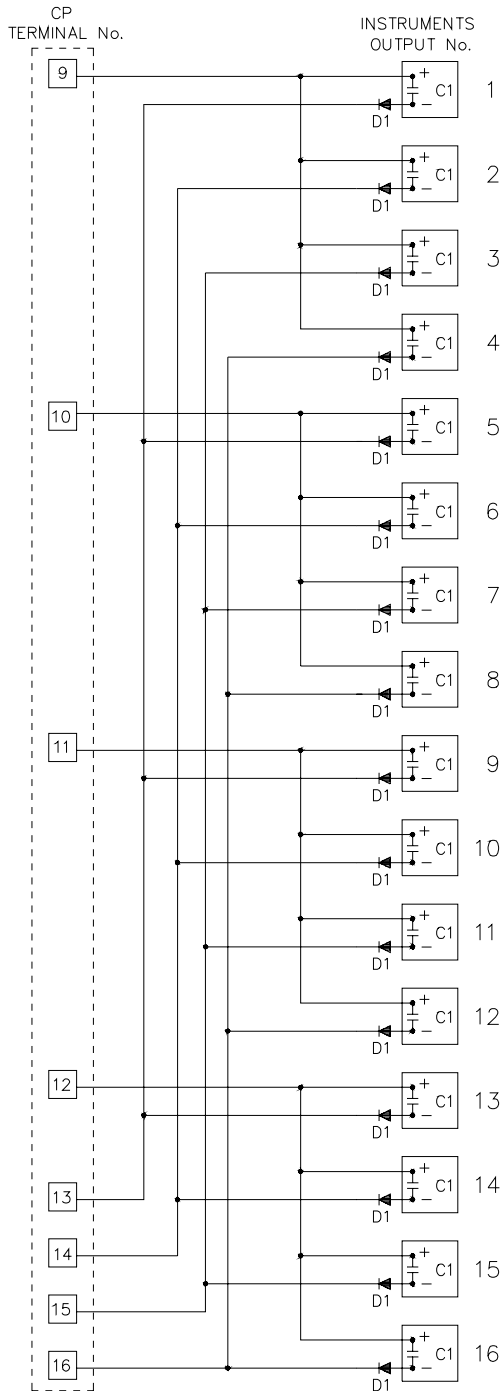 CP
TERMINAL No.
INSTRUMENTS
OUTPUT No.
9
+
C1
1
−
D1
+
C1
2
−
D1
+
C1
3
−
D1
+
C1
4
−
D1
10
+
C1
5
−
D1
+
C1
6
−
D1
+
C1
7
−
D1
+
C1
8
−
D1
11
+
C1
9
−
D1
+
C1
10
−
D1
+
C1
11
−
D1
+
C1
12
−
D1
12
+
C1
13
−
D1
13
+
C1
14
−
D1
14
+
C1
15
−
D1
15
+
C1
16
−
D1
16